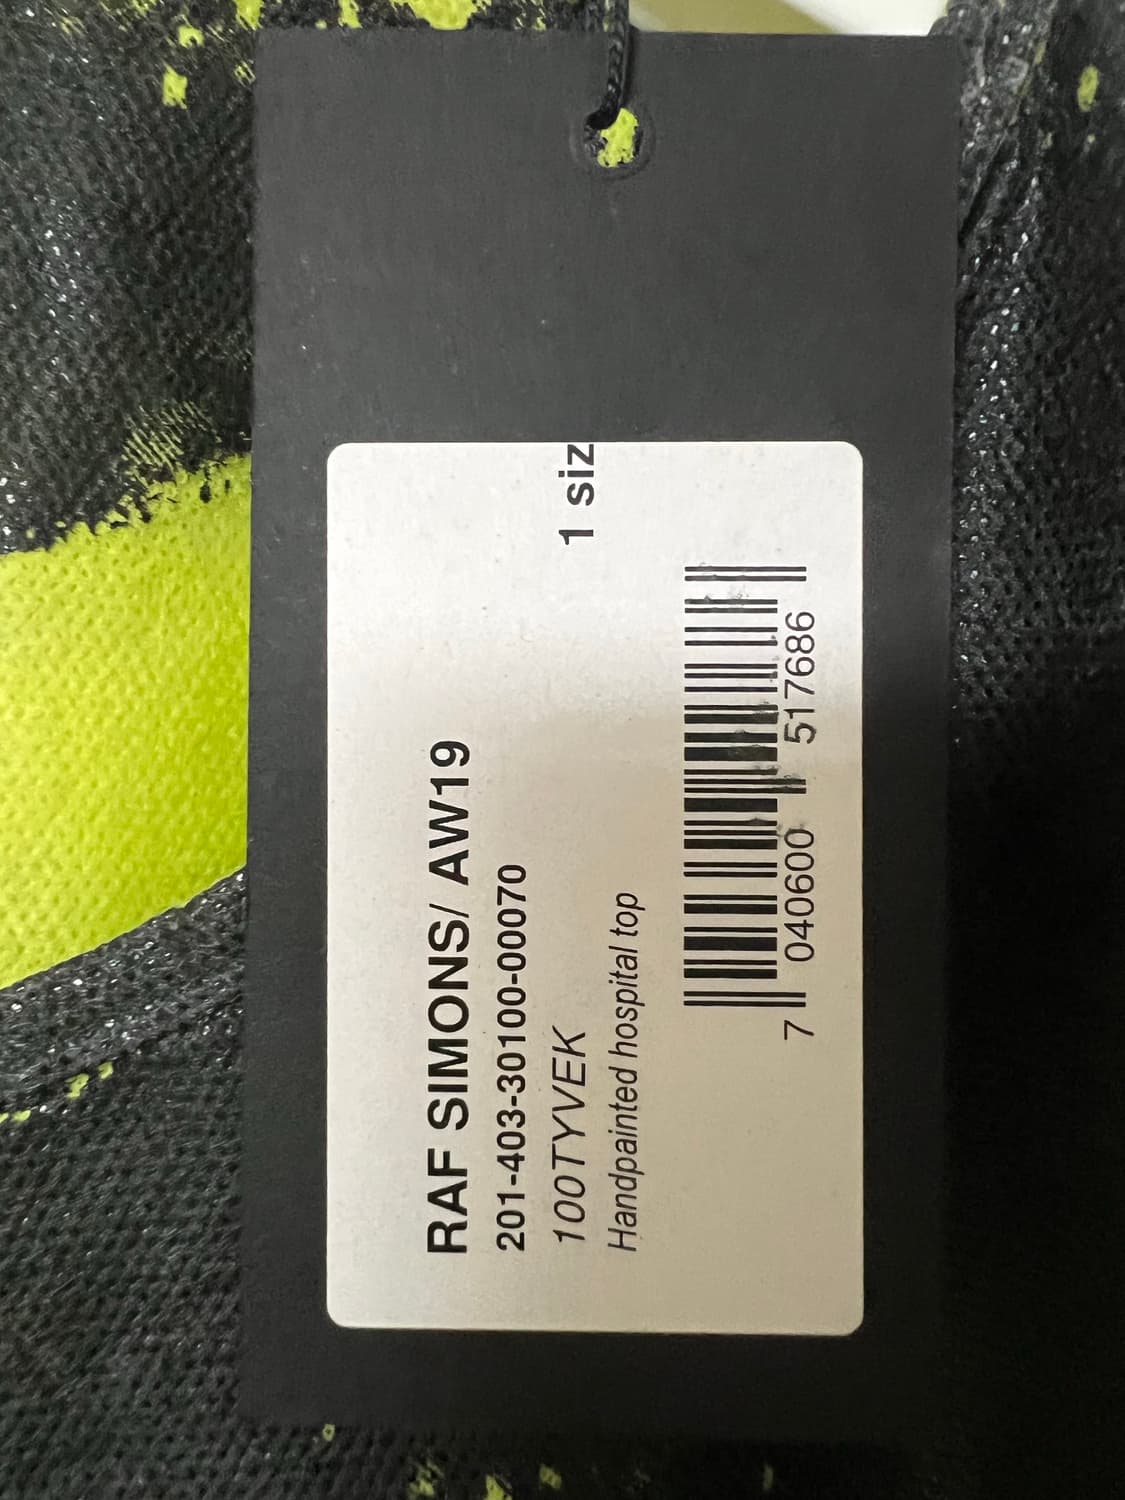 RAF SIMONS/ AW19
201-403-30100-00070
100TYVEK 1 siz
Handpainted hospital top
7 040600 517686